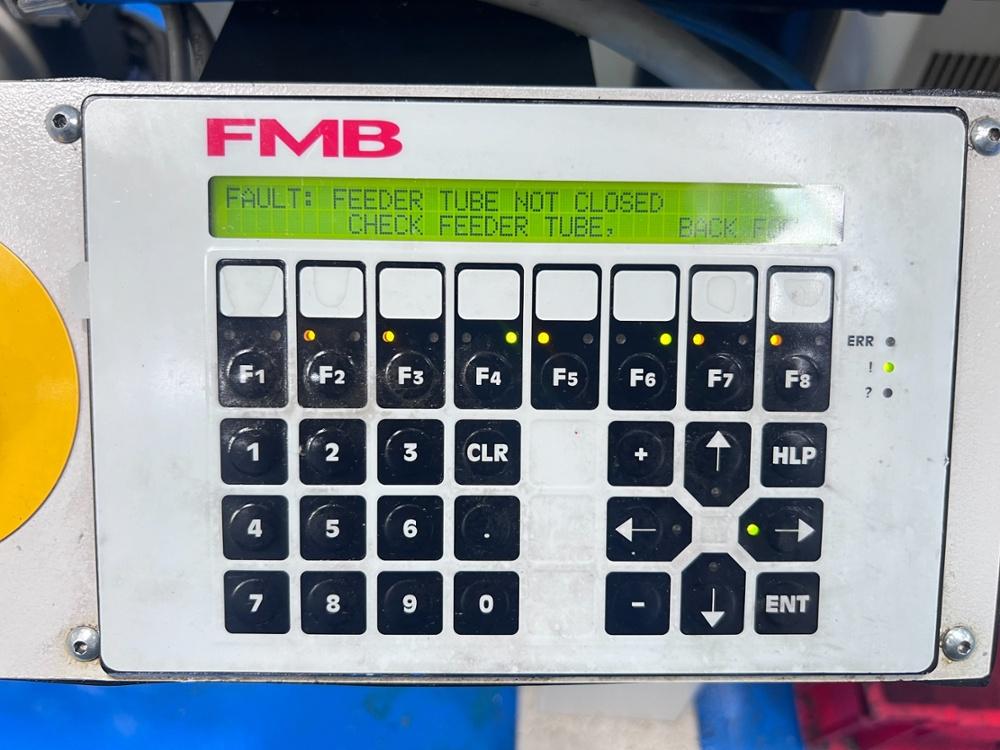 FMB
FAULT: FEEDER TUBE NOT CLOSED
CHECK FEEDER TUBE, BACK
F1 F2 F3 F4 F5 F6 F7 F8
ERR
!
?
1 2 3 CLR + ↑ HLP
4 5 6 . ← →
7 8 9 0 - ↓ ENT